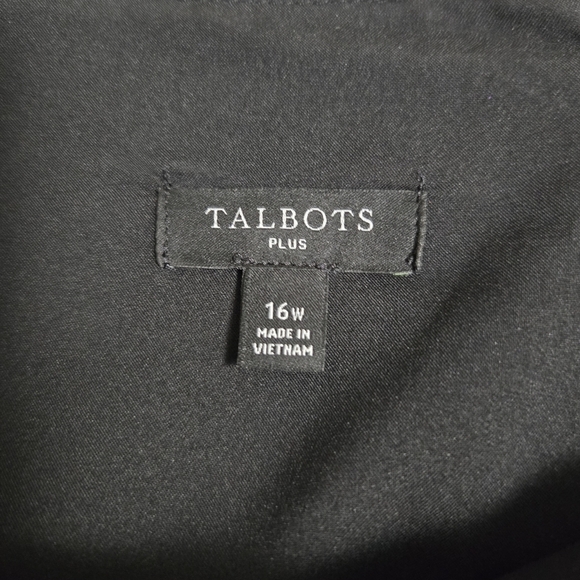 TALBOTS
PLUS
16W
MADE IN
VIETNAM